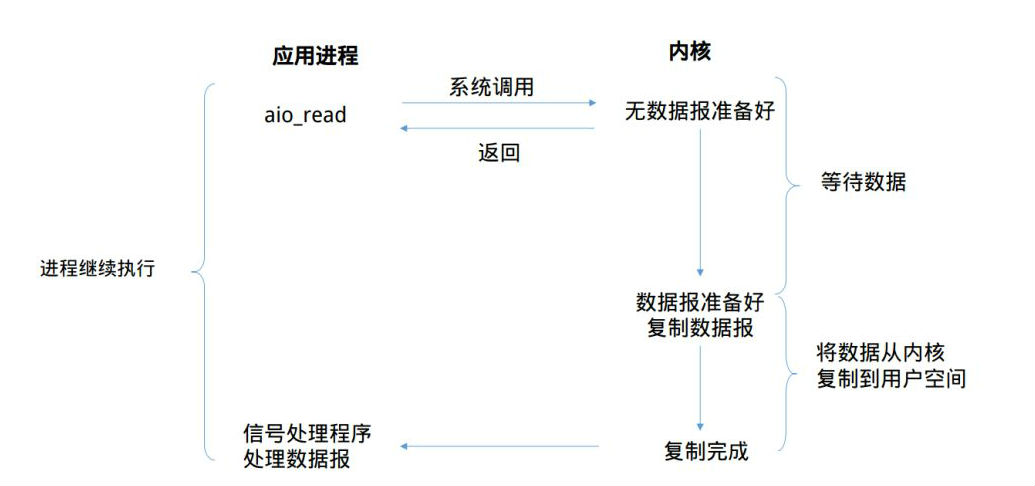 应用进程
内核
系统调用
aio_read
无数据报准备好
返回
等待数据
进程继续执行
数据报准备好
复制数据报
将数据从内核
复制到用户空间
信号处理程序
处理数据报
复制完成